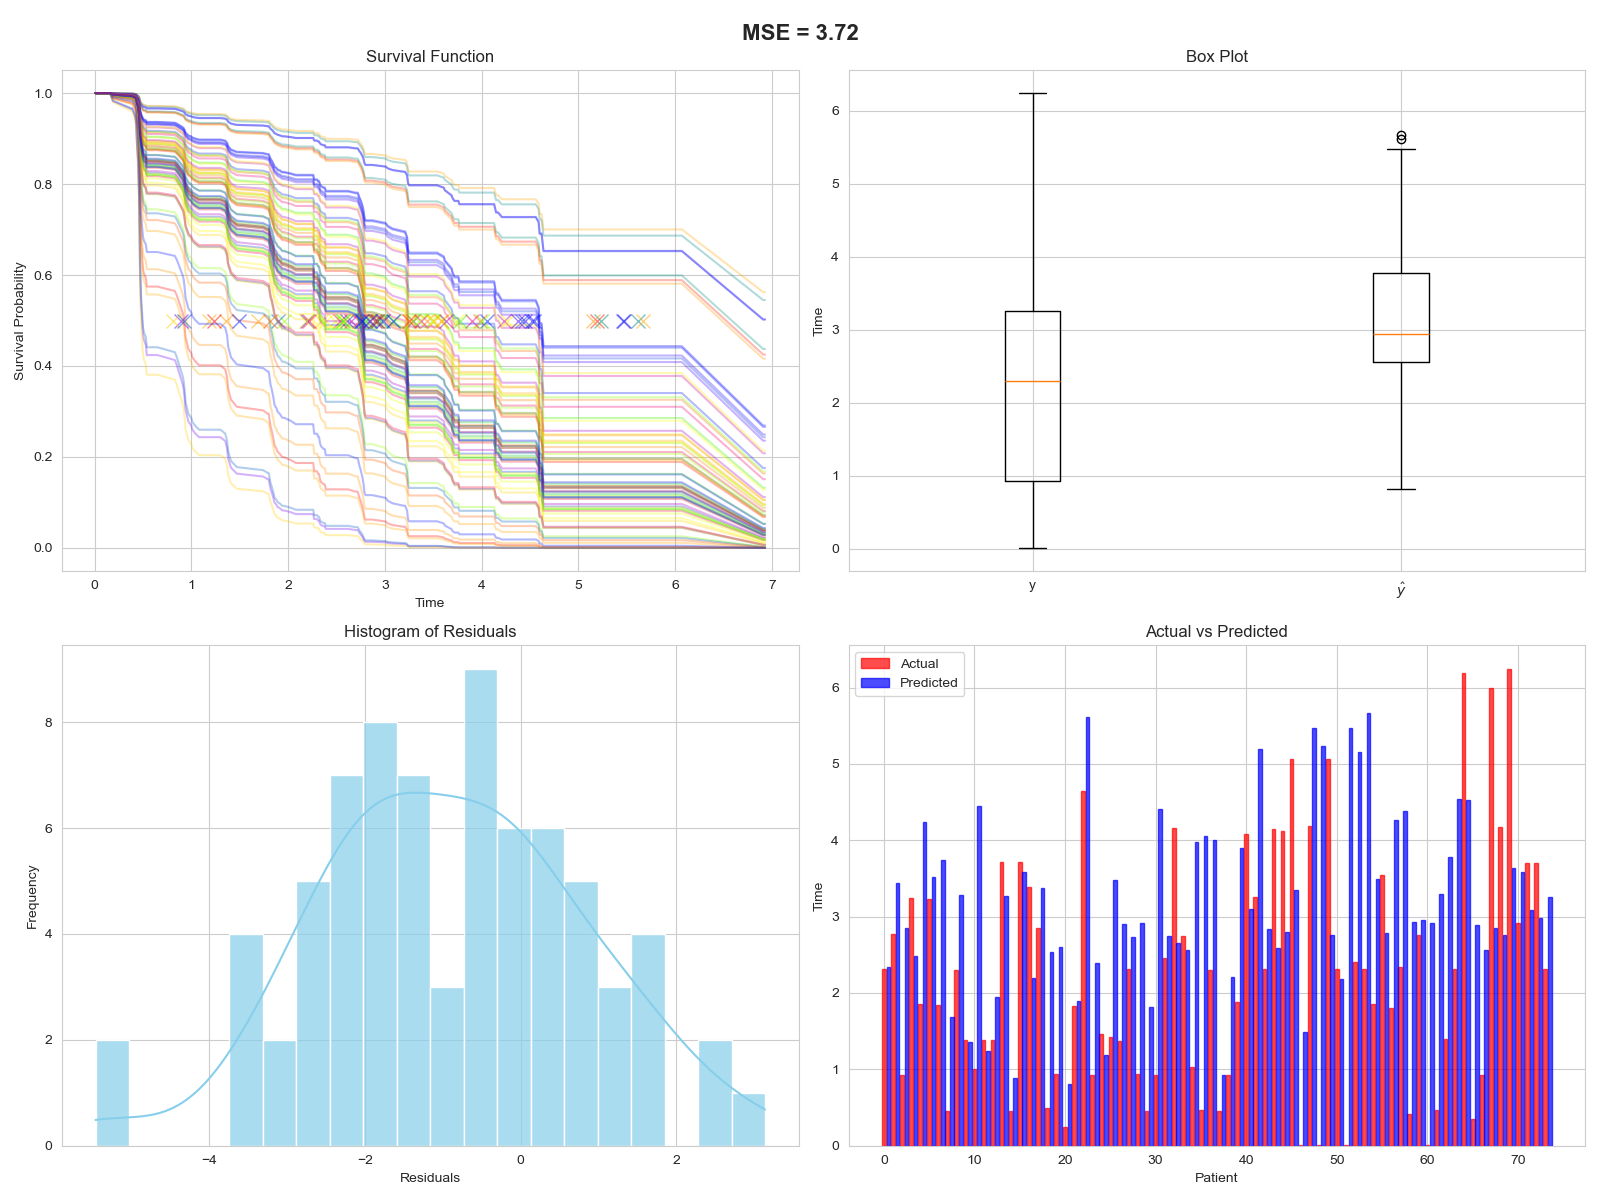 MSE = 3.72
Survival Function
Survival Probability
1.0
0.8
0.6
0.4
0.2
0.0
0 1 2 3 4 5 6 7
Time
Box Plot
Time
6
5
4
3
2
1
0
y ŷ
Histogram of Residuals
Frequency
8
6
4
2
0
−4 −2 0 2
Residuals
Actual vs Predicted
Actual
Predicted
Time
6
5
4
3
2
1
0
0 10 20 30 40 50 60 70
Patient